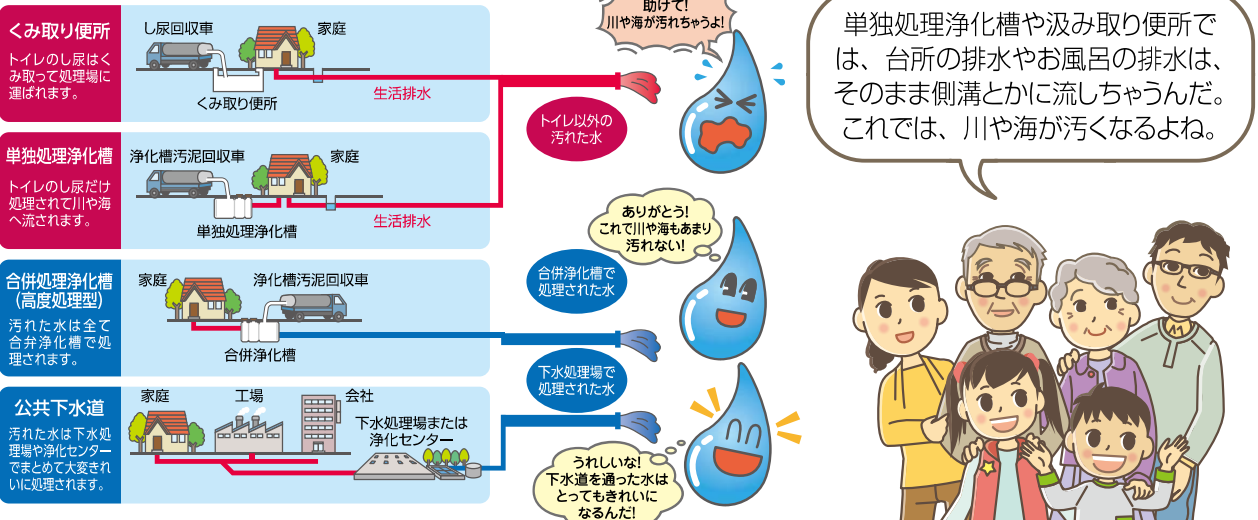 くみ取り便所
トイレのし尿はく
み取って処理場に
運ばれます。
し尿回収車
家庭
くみ取り便所
生活排水
単独処理浄化槽
トイレのし尿だけ
処理されて川や海
へ流されます。
浄化槽汚泥回収車
家庭
単独処理浄化槽
生活排水
トイレ以外の
汚れた水
助けて!
川や海が汚れちゃうよ!
合併処理浄化槽
(高度処理型)
汚れた水は全て
合弁浄化槽で処
理されます。
家庭
浄化槽汚泥回収車
合併浄化槽
合併浄化槽で
処理された水
ありがとう!
これで川や海もあまり
汚れない!
公共下水道
汚れた水は下水処
理場や浄化センター
でまとめて大変きれ
いに処理されます。
家庭
工場
会社
下水処理場または
浄化センター
下水処理場で
処理された水
うれしいな!
下水道を通った水は
とってもきれいに
なるんだ!
単独処理浄化槽や汲み取り便所で
は、台所の排水やお風呂の排水は、
そのまま側溝とかに流しちゃうんだ。
これでは、川や海が汚くなるよね。